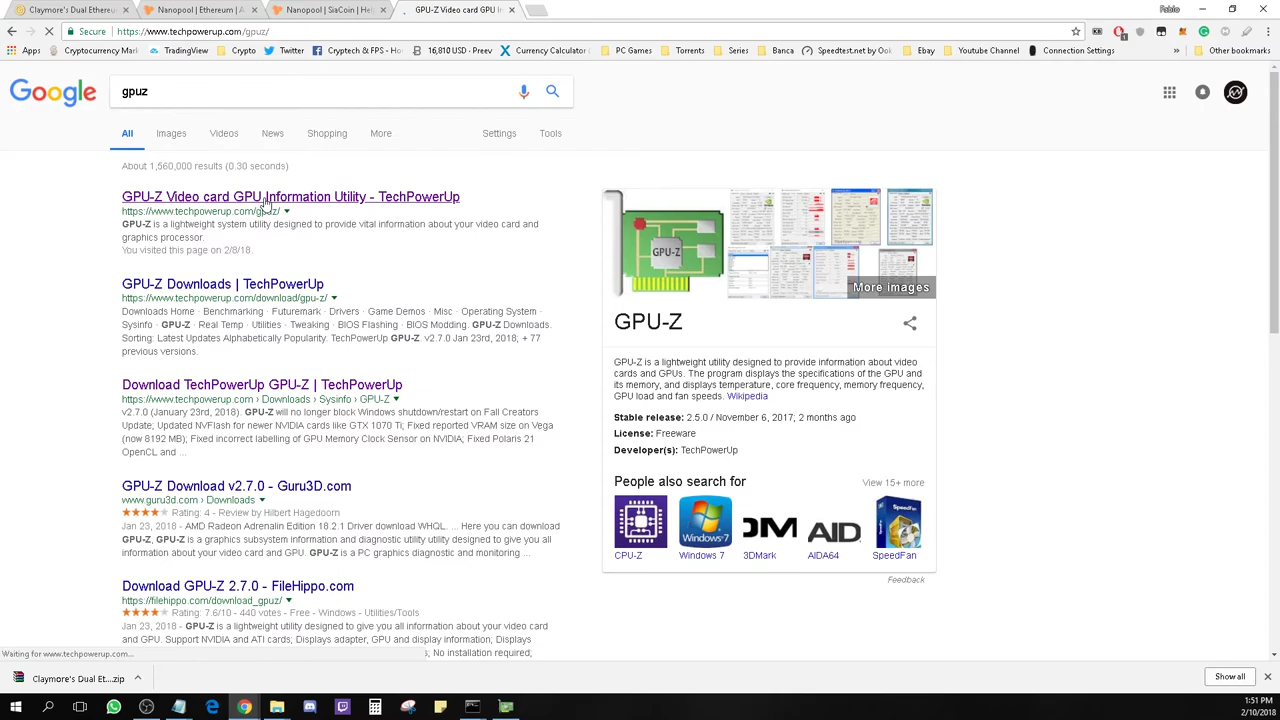 Claymore's Dual Ethereu
Nanopool | Ethereum | A
Nanopool | SiaCoin | Hel
GPU-Z Video card GPU In
Pablo
Secure | https://www.techpowerup.com/gpuz/
Apps
Cryptocurrency Mark
TradingView
Crypto
Twitter
Cryptech & FPS - Ho
16,810 USD - Preev
Currency Calculator
PC Games
Torrents
Series
Banca
Speedtest.net by Oo
Ebay
Youtube Channel
Connection Settings
Other bookmarks
Google
gpuz
All
Images
Videos
News
Shopping
More
Settings
Tools
About 1,560,000 results (0.30 seconds)
GPU-Z Video card GPU Information Utility - TechPowerUp
https://www.techpowerup.com/gpuz/
GPU-Z is a lightweight system utility designed to provide information about your video card and
graphics processor.
You visited this page on 2/8/18.
GPU-Z Downloads | TechPowerUp
https://www.techpowerup.com/download/gpu-z/
Downloads Home · Benchmarking · Futuremark · Drivers · Game Demos · Misc · Operating System ·
Sysinfo · GPU-Z · Real Temp · Utilities · Tweaking · BIOS Flashing · BIOS Modding. GPU-Z Downloads.
Sorting: Latest Updates Alphabetically Popularity. TechPowerUp GPU-Z. v2.7.0 Jan 23rd, 2018; + 77
previous versions.
Download TechPowerUp GPU-Z | TechPowerUp
https://www.techpowerup.com › Downloads › Sysinfo › GPU-Z
v2.7.0 (January 23rd, 2018). GPU-Z will no longer block Windows shutdown/restart on Fall Creators
Update; Updated NVFlash for newer NVIDIA cards like GTX 1070 Ti; Fixed reported VRAM size on Vega
(now 8192 MB); Fixed incorrect labelling of GPU Memory Clock Sensor on NVIDIA; Fixed Polaris 21
OpenCL and ...
GPU-Z Download v2.7.0 - Guru3D.com
www.guru3d.com › Downloads
Rating: 4 - Review by Hilbert Hagedoorn
Jan 23, 2018 - AMD Radeon Adrenalin Edition 18.2.1 Driver download WHQL. ... Here you can download
GPU-Z, GPU-Z is a graphics subsystem information and diagnostic utility utility designed to give you all
information about your video card and GPU. GPU-Z is a PC graphics diagnostic and monitoring ...
Download GPU-Z 2.7.0 - FileHippo.com
https://filehippo.com/download_gpuz/
Rating: 7.6/10 - 440 votes - Free - Windows - Utilities/Tools
Jan 23, 2018 - GPU-Z is a lightweight utility designed to give you all information about your video card
and GPU. Support NVIDIA and ATI cards; Displays adapter, GPU and display information; Displays
; No installation required;
GPU-Z
More images
GPU-Z
GPU-Z is a lightweight utility designed to provide information about video
cards and GPUs. The program displays the specifications of the GPU and
its memory, and displays temperature, core frequency, memory frequency,
GPU load and fan speeds. Wikipedia
Stable release: 2.5.0 / November 6, 2017; 2 months ago
License: Freeware
Developer(s): TechPowerUp
People also search for
View 15+ more
CPU-Z
Windows 7
3DMark
AIDA64
SpeedFan
Feedback
Waiting for www.techpowerup.com...
Claymore's Dual Et....zip
Show all
1:51 PM
2/10/2018